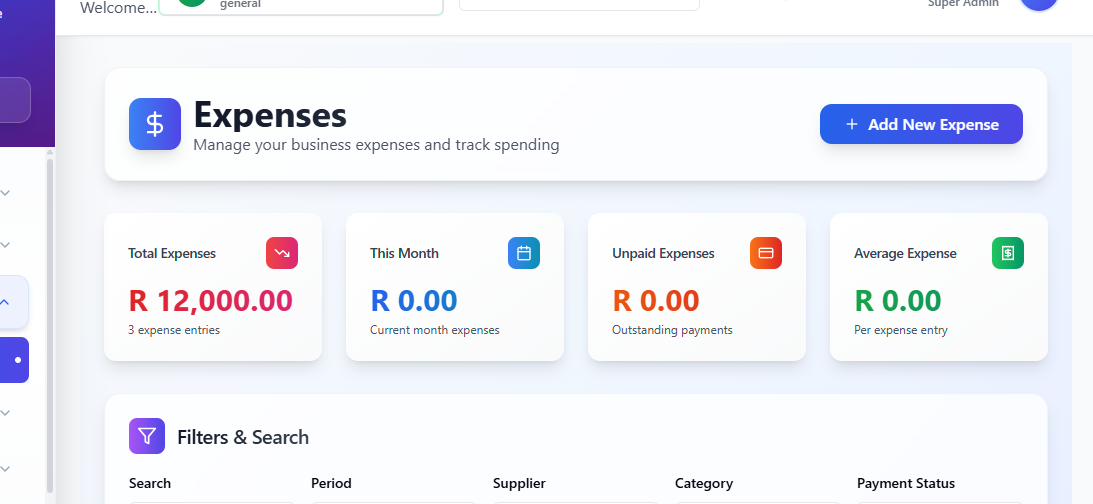 Welcome...
general
Super Admin
e
Expenses
Manage your business expenses and track spending
+ Add New Expense
Total Expenses
R 12,000.00
3 expense entries
This Month
R 0.00
Current month expenses
Unpaid Expenses
R 0.00
Outstanding payments
Average Expense
R 0.00
Per expense entry
Filters & Search
Search
Period
Supplier
Category
Payment Status